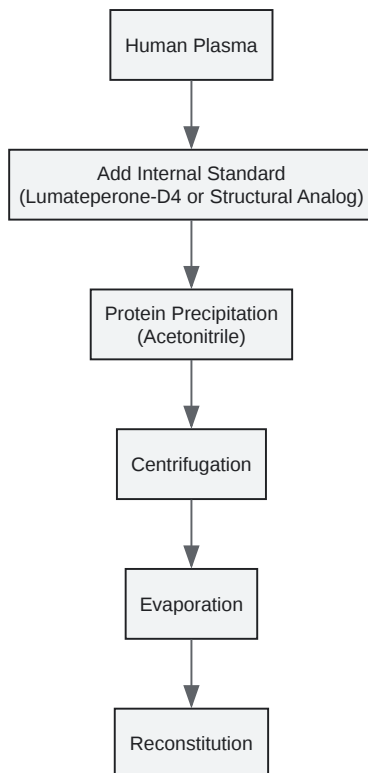 Human Plasma
Add Internal Standard
(Lumateperone-D4 or Structural Analog)
Protein Precipitation
(Acetonitrile)
Centrifugation
Evaporation
Reconstitution